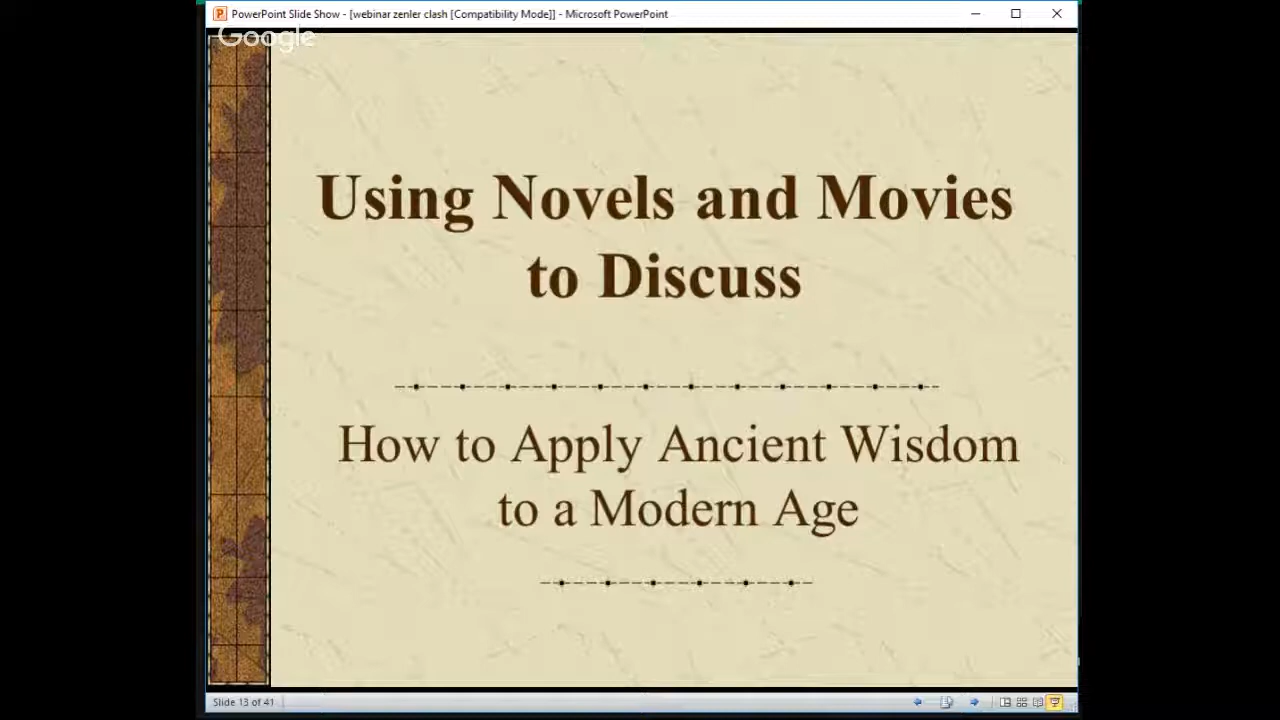 PowerPoint Slide Show - [webinar zenler clash [Compatibility Mode]] - Microsoft PowerPoint
Google
Using Novels and Movies
to Discuss
How to Apply Ancient Wisdom
to a Modern Age
Slide 13 of 41